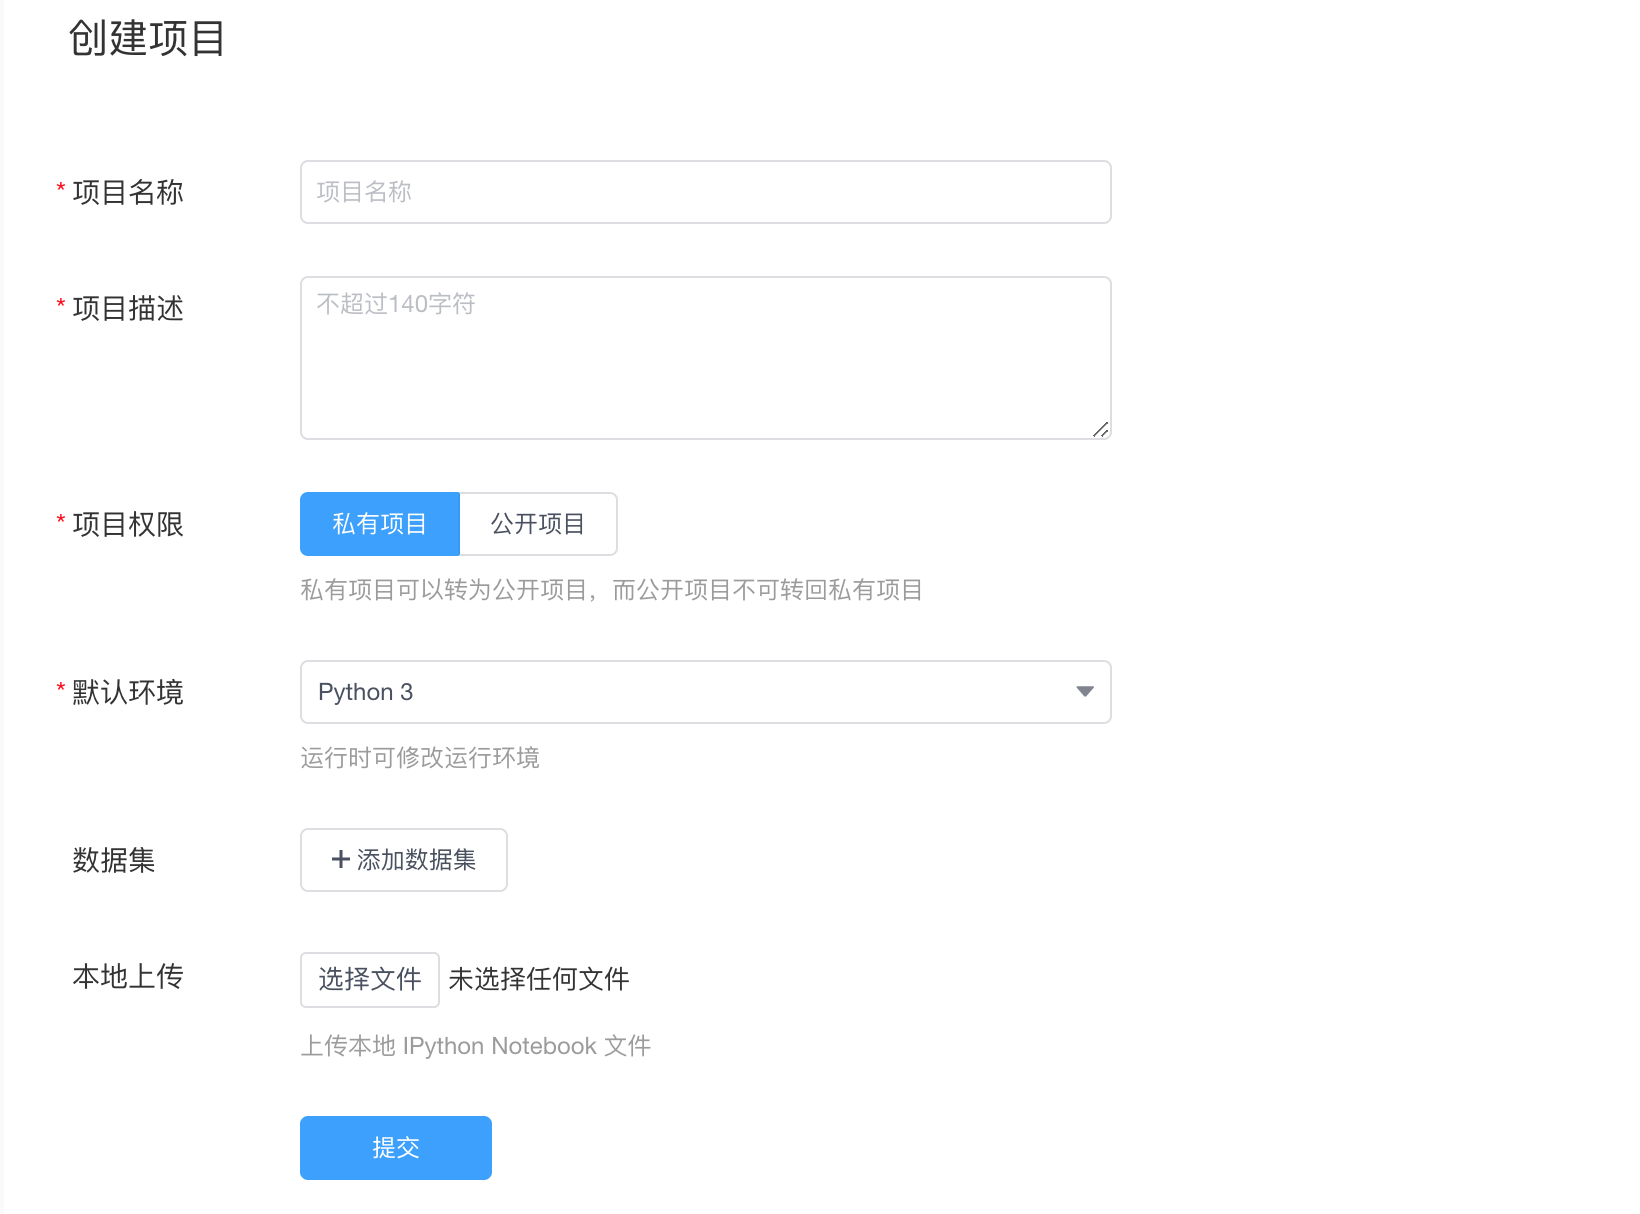 创建项目
* 项目名称
项目名称
* 项目描述
不超过140字符
* 项目权限
私有项目 公开项目
私有项目可以转为公开项目，而公开项目不可转回私有项目
* 默认环境
Python 3
运行时可修改运行环境
数据集
+ 添加数据集
本地上传
选择文件 未选择任何文件
上传本地 IPython Notebook 文件
提交